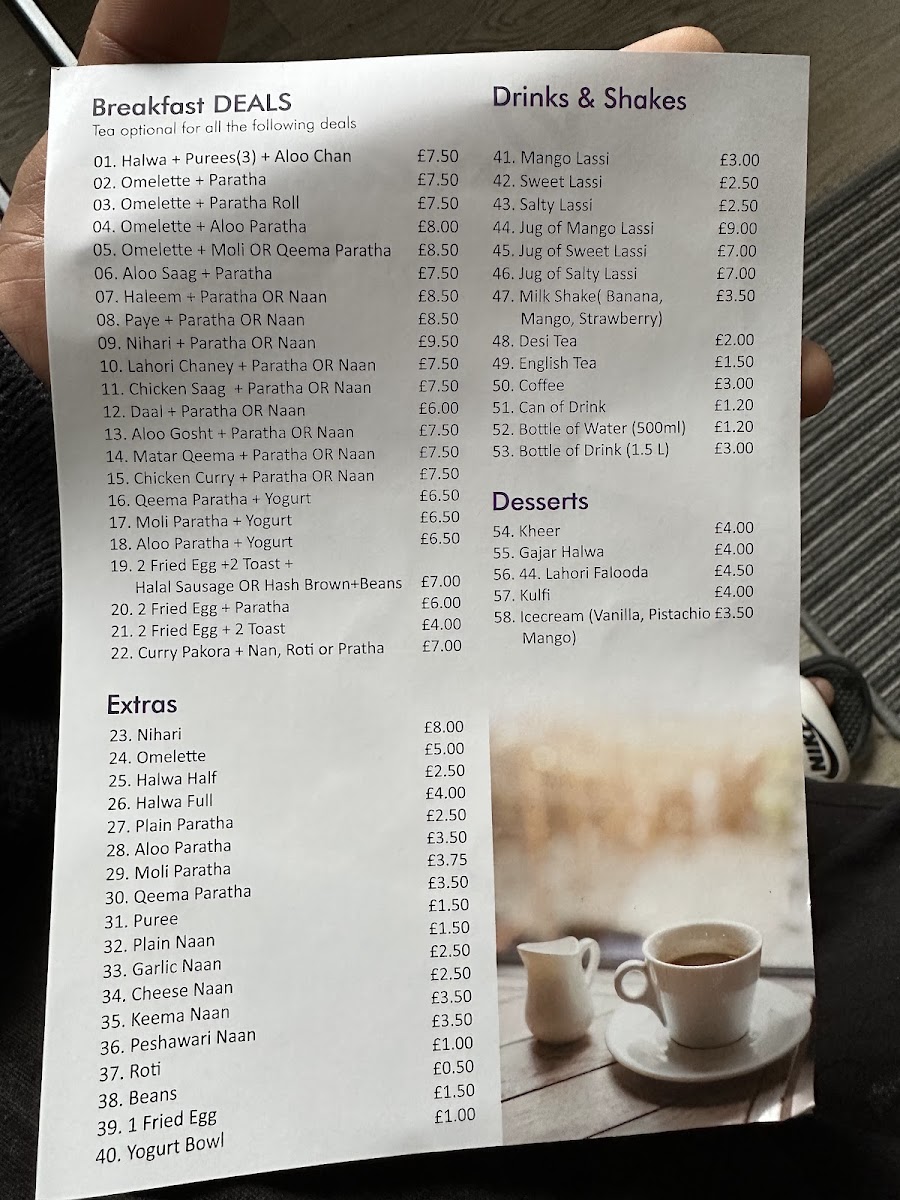 Breakfast DEALS
Tea optional for all the following deals
01. Halwa + Purees(3) + Aloo Chan £7.50
02. Omelette + Paratha £7.50
03. Omelette + Paratha Roll £7.50
04. Omelette + Aloo Paratha £8.00
05. Omelette + Moli OR Qeema Paratha £8.50
06. Aloo Saag + Paratha £7.50
07. Haleem + Paratha OR Naan £8.50
08. Paye + Paratha OR Naan £8.50
09. Nihari + Paratha OR Naan £9.50
10. Lahori Chaney + Paratha OR Naan £7.50
11. Chicken Saag + Paratha OR Naan £7.50
12. Daal + Paratha OR Naan £6.00
13. Aloo Gosht + Paratha OR Naan £7.50
14. Matar Qeema + Paratha OR Naan £7.50
15. Chicken Curry + Paratha OR Naan £7.50
16. Qeema Paratha + Yogurt £6.50
17. Moli Paratha + Yogurt £6.50
18. Aloo Paratha +Yogurt £6.50
19. 2 Fried Egg +2 Toast +
Halal Sausage OR Hash Brown+Beans £7.00
20. 2 Fried Egg + Paratha £6.00
21. 2 Fried Egg + 2 Toast £4.00
22. Curry Pakora + Nan, Roti or Pratha £7.00
Extras
23. Nihari £8.00
24. Omelette £5.00
25. Halwa Half £2.50
26. Halwa Full £4.00
27. Plain Paratha £2.50
28. Aloo Paratha £3.50
29. Moli Paratha £3.75
30. Qeema Paratha £3.50
31. Puree £1.50
32. Plain Naan £1.50
33. Garlic Naan £2.50
34. Cheese Naan £2.50
35. Keema Naan £3.50
36. Peshawari Naan £3.50
37. Roti £1.00
38. Beans £0.50
39. 1 Fried Egg £1.50
40. Yogurt Bowl £1.00
Drinks & Shakes
41. Mango Lassi £3.00
42. Sweet Lassi £2.50
43. Salty Lassi £2.50
44. Jug of Mango Lassi £9.00
45. Jug of Sweet Lassi £7.00
46. Jug of Salty Lassi £7.00
47. Milk Shake( Banana, £3.50
Mango, Strawberry)
48. Desi Tea £2.00
49. English Tea £1.50
50. Coffee £3.00
51. Can of Drink £1.20
52. Bottle of Water (500ml) £1.20
53. Bottle of Drink (1.5 L) £3.00
Desserts
54. Kheer £4.00
55. Gajar Halwa £4.00
56. 44. Lahori Falooda £4.50
57. Kulfi £4.00
58. Icecream (Vanilla, Pistachio £3.50
Mango)
NIKE